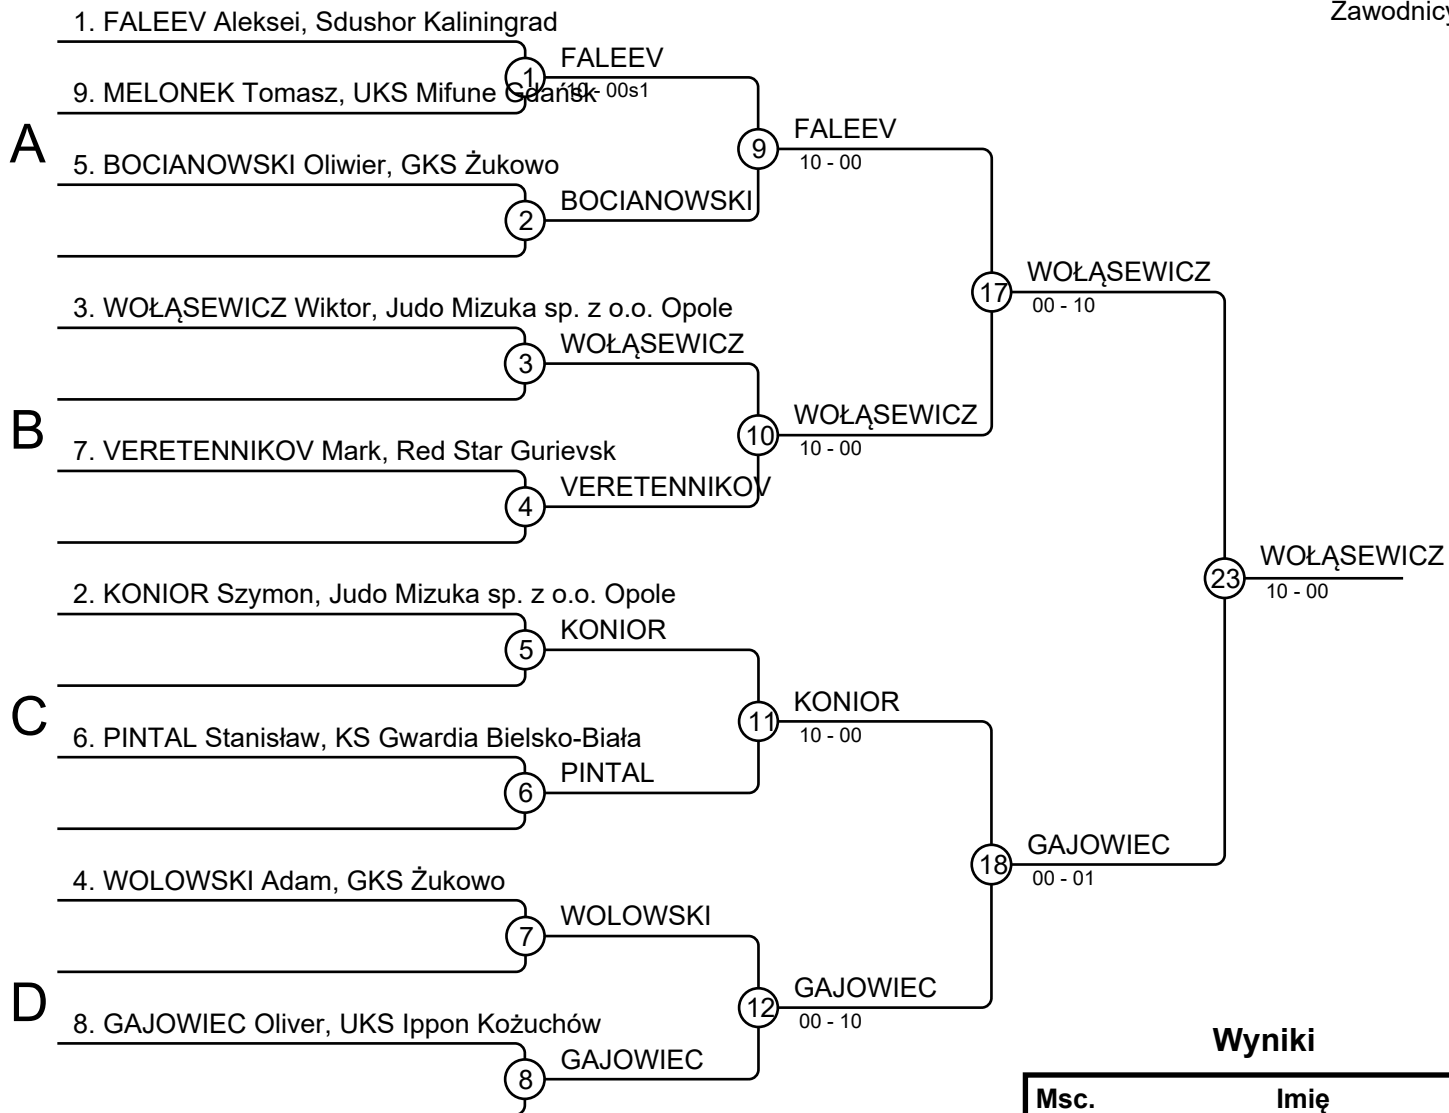 Zawodnicy
1. FALEEV Aleksei, Sdushor Kaliningrad
FALEEV
1
10 - 00s1
9. MELONEK Tomasz, UKS Mifune Gdańsk
A
FALEEV
9
10 - 00
5. BOCIANOWSKI Oliwier, GKS Żukowo
BOCIANOWSKI
2
WOŁĄSEWICZ
17
00 - 10
3. WOŁĄSEWICZ Wiktor, Judo Mizuka sp. z o.o. Opole
WOŁĄSEWICZ
3
B
WOŁĄSEWICZ
10
10 - 00
7. VERETENNIKOV Mark, Red Star Gurievsk
VERETENNIKOV
4
WOŁĄSEWICZ
23
10 - 00
2. KONIOR Szymon, Judo Mizuka sp. z o.o. Opole
KONIOR
5
C
KONIOR
11
10 - 00
6. PINTAL Stanisław, KS Gwardia Bielsko-Biała
PINTAL
6
GAJOWIEC
18
00 - 01
4. WOLOWSKI Adam, GKS Żukowo
WOLOWSKI
7
D
GAJOWIEC
12
00 - 10
8. GAJOWIEC Oliver, UKS Ippon Kożuchów
GAJOWIEC
8
Wyniki
Msc. Imię